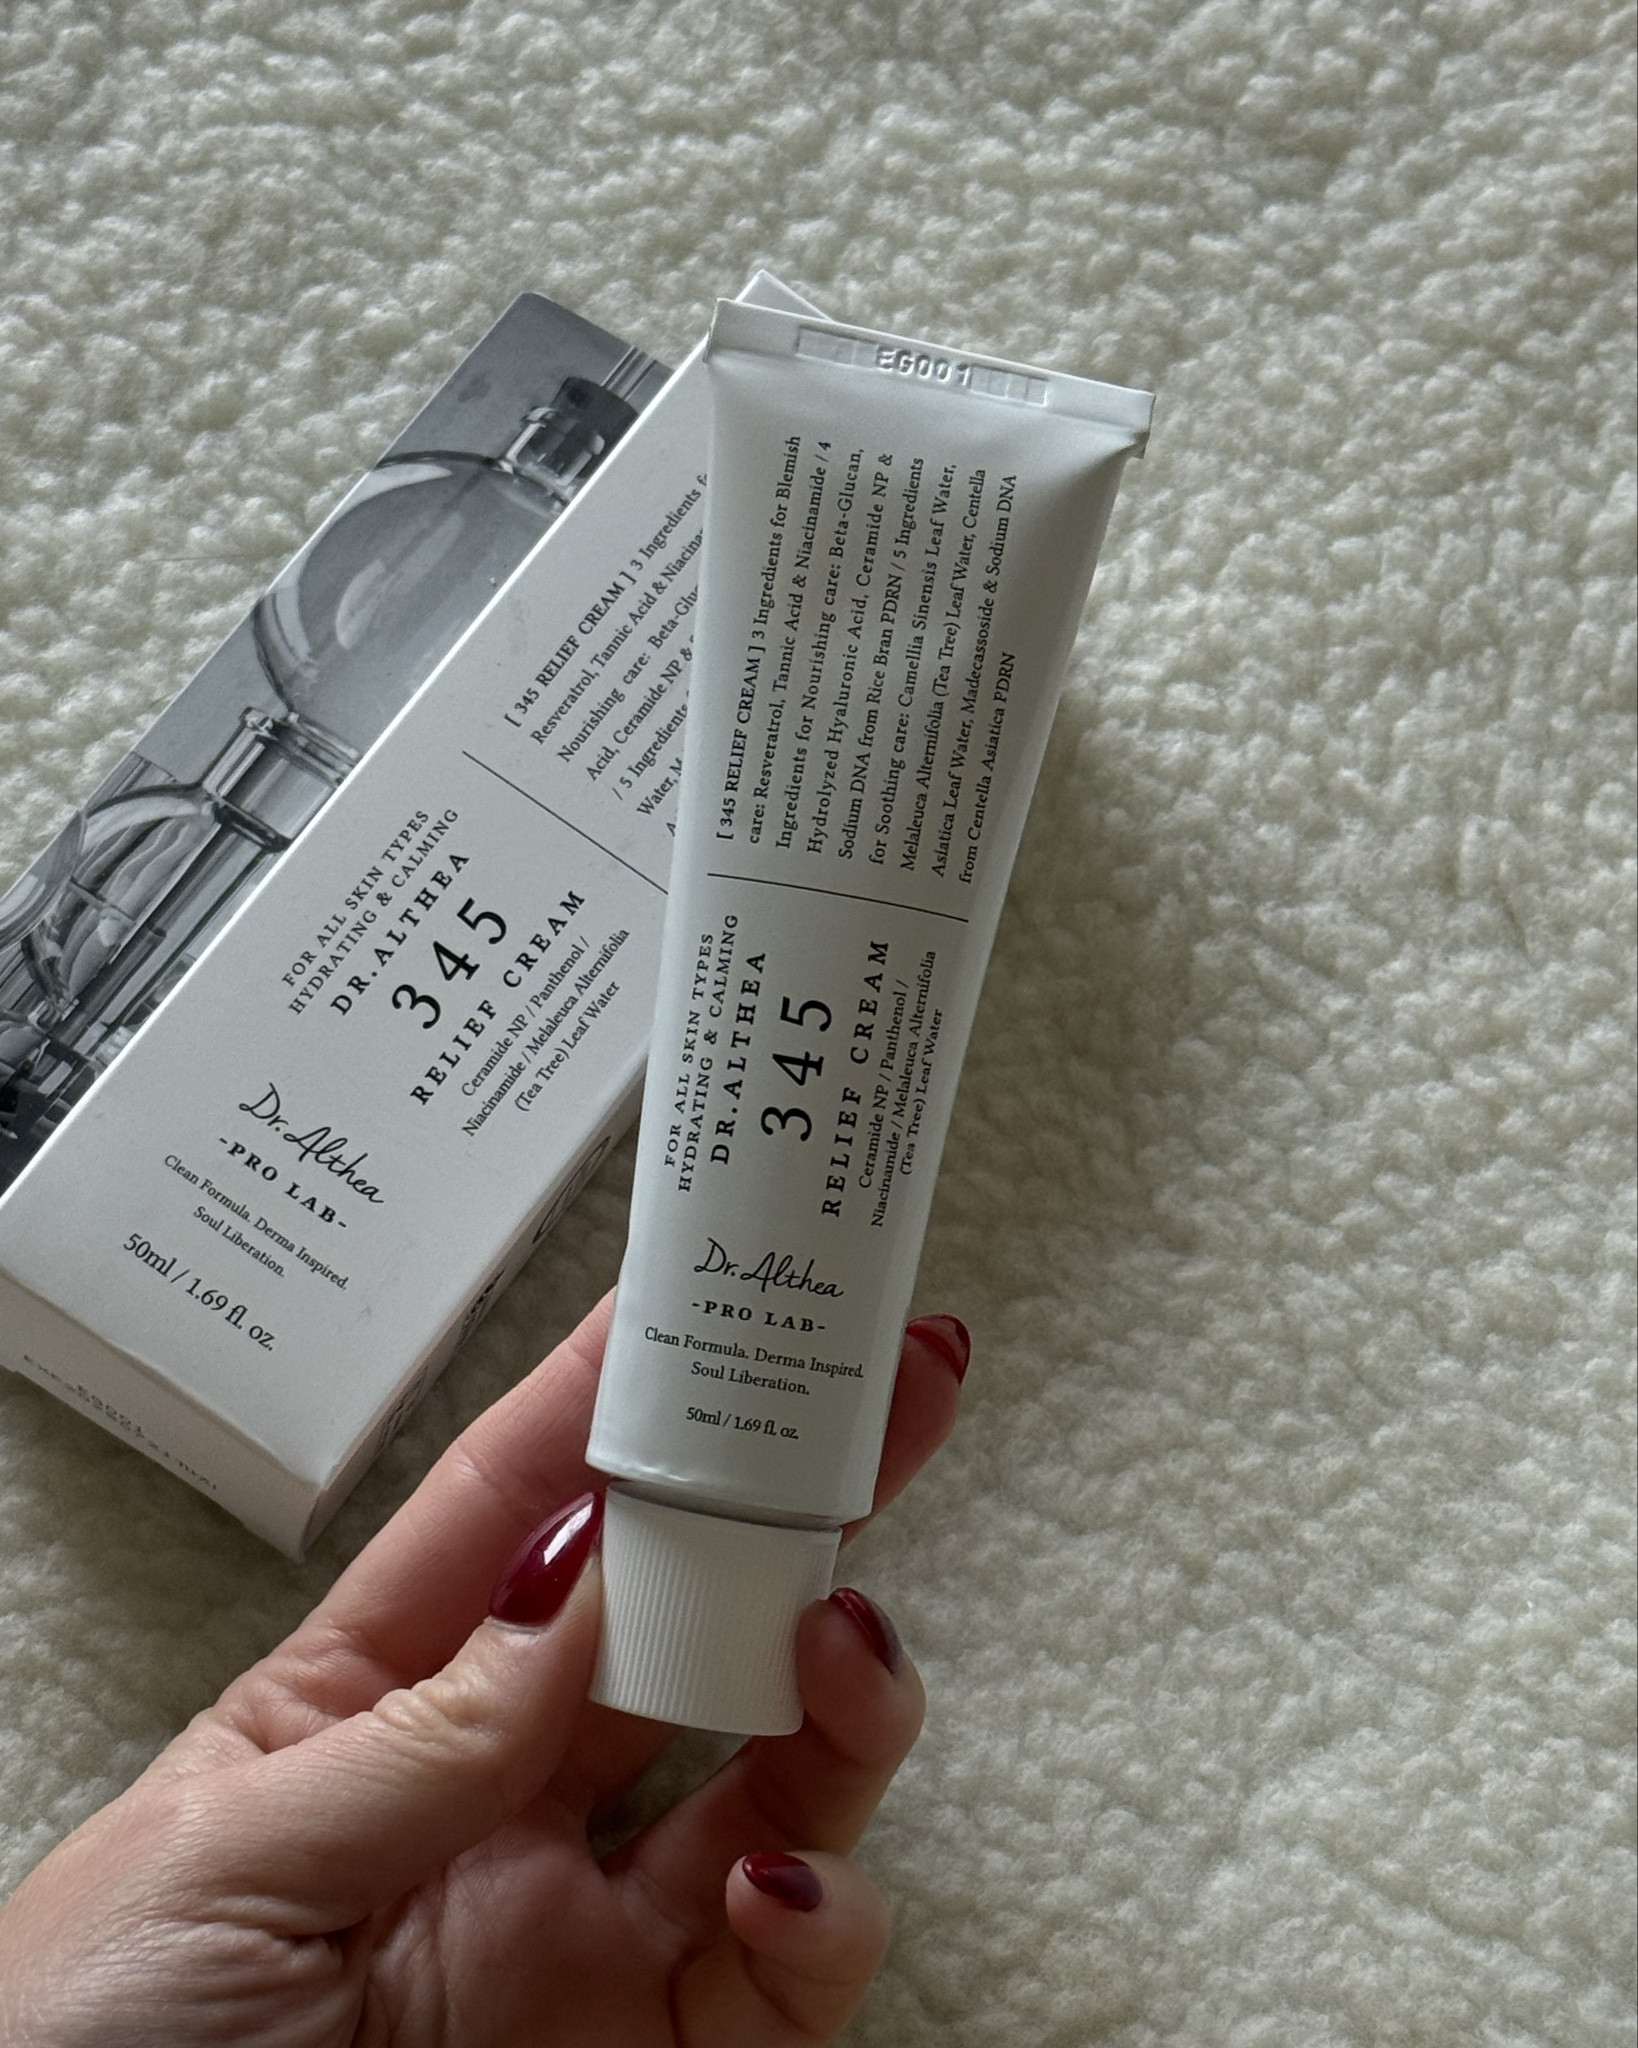 EG001
[ 345 RELIEF CREAM ] 3 Ingredients for Blemish
care: Resveratrol, Tannic Acid & Niacinamide / 4
Ingredients for Nourishing care: Beta-Glucan,
Hydrolyzed Hyaluronic Acid, Ceramide NP &
Sodium DNA from Rice Bran PDRN / 5 Ingredients
for Soothing care: Camellia Sinensis Leaf Water,
Melaleuca Alternifolia (Tea Tree) Leaf Water, Centella
Asiatica Leaf Water, Madecassoside & Sodium DNA
from Centella Asiatica PDRN
FOR ALL SKIN TYPES
HYDRATING & CALMING
DR.ALTHEA
345
RELIEF CREAM
Ceramide NP / Panthenol /
Niacinamide / Melaleuca Alternifolia
(Tea Tree) Leaf Water
Dr.Althea
-PRO LAB-
Clean Formula. Derma Inspired.
Soul Liberation.
50ml / 1.69 fl. oz.
[ 345 RELIEF CREAM ] 3 Ingredients
Resveratrol, Tannic Acid &
Nourishing care:
Acid, Ceramide NP &
/ 5 Ingredients
Water,
FOR ALL SKIN TYPES
HYDRATING & CALMING
DR.ALTHEA
345
RELIEF CREAM
Ceramide NP / Panthenol /
Niacinamide / Melaleuca Alternifolia
(Tea Tree) Leaf Water
Dr.Althea
-PRO LAB-
Clean Formula. Derma Inspired.
Soul Liberation.
50ml / 1.69 fl. oz.
EG001